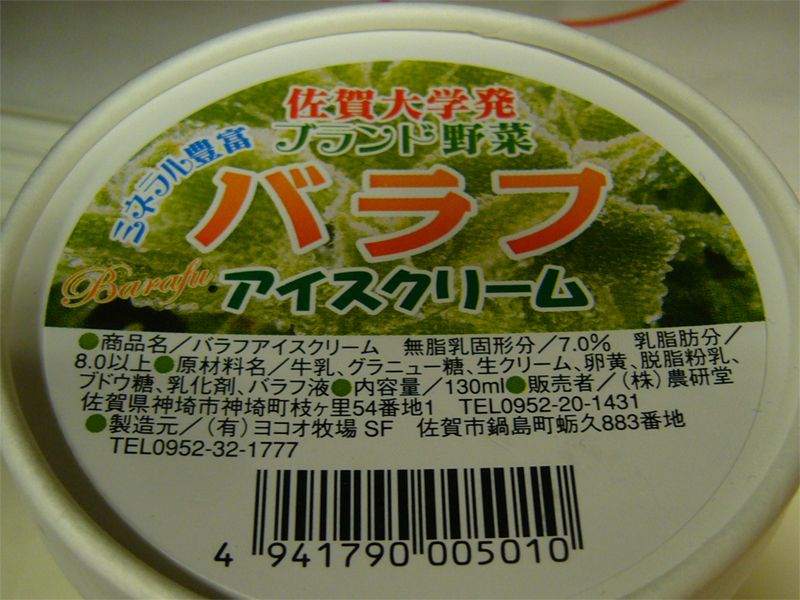 佐賀大学発
ブランド野菜
ミネラル豊富
バラフ
Barafu
アイスクリーム
●商品名／バラフアイスクリーム　無脂乳固形分／7.0%　乳脂肪分／
8.0以上●原材料名／牛乳、グラニュー糖、生クリーム、卵黄、脱脂粉乳、
ブドウ糖、乳化剤、バラフ液●内容量／130ml●販売者／（株）農研堂
佐賀県神埼市神埼町枝ヶ里54番地1　TEL0952-20-1431
●製造元／（有）ヨコオ牧場SF　佐賀市鍋島町蛎久883番地
TEL0952-32-1777
4 941790 005010